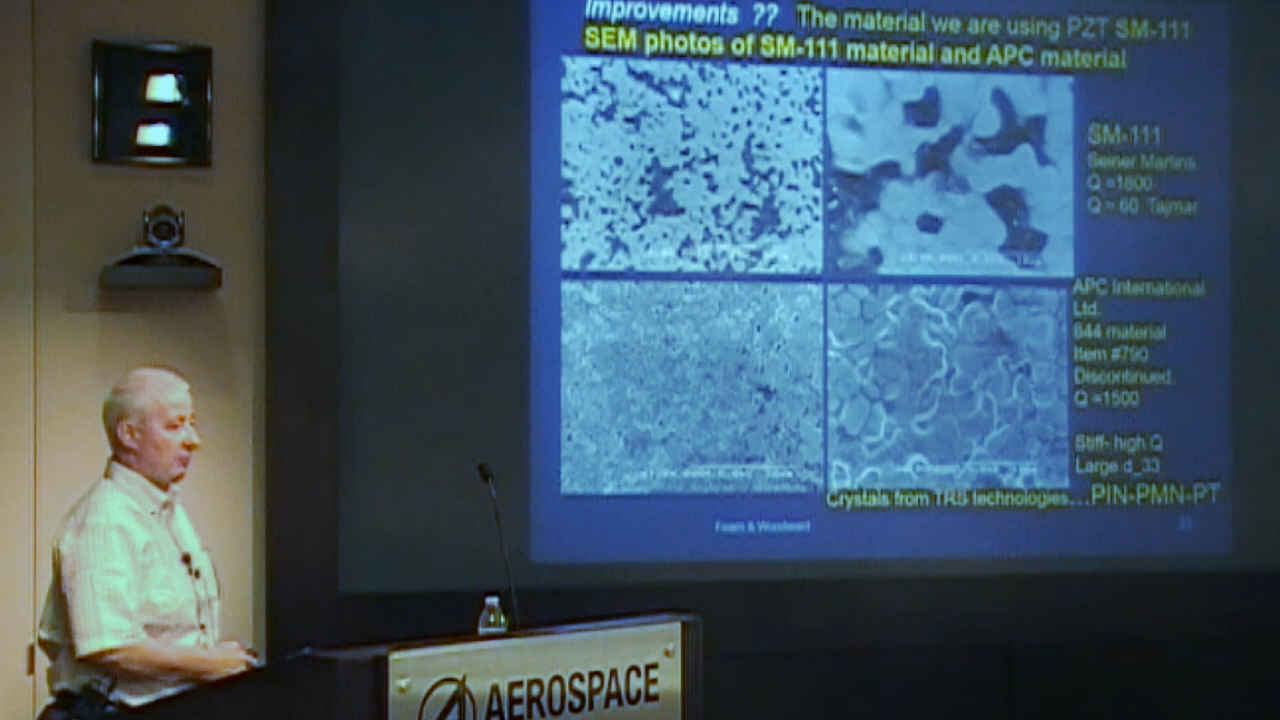 Improvements ?? The material we are using PZT SM-111
SEM photos of SM-111 material and APC material
SM-111
Seiner Martins
Q =1800
Q ~ 60 Tajmar
APC International
Ltd.
844 material
Item #790
Discontinued.
Q =1500
Stiff- high Q
Large d_33
Crystals from TRS technologies…PIN-PMN-PT
Fearn & Woodward
AEROSPACE